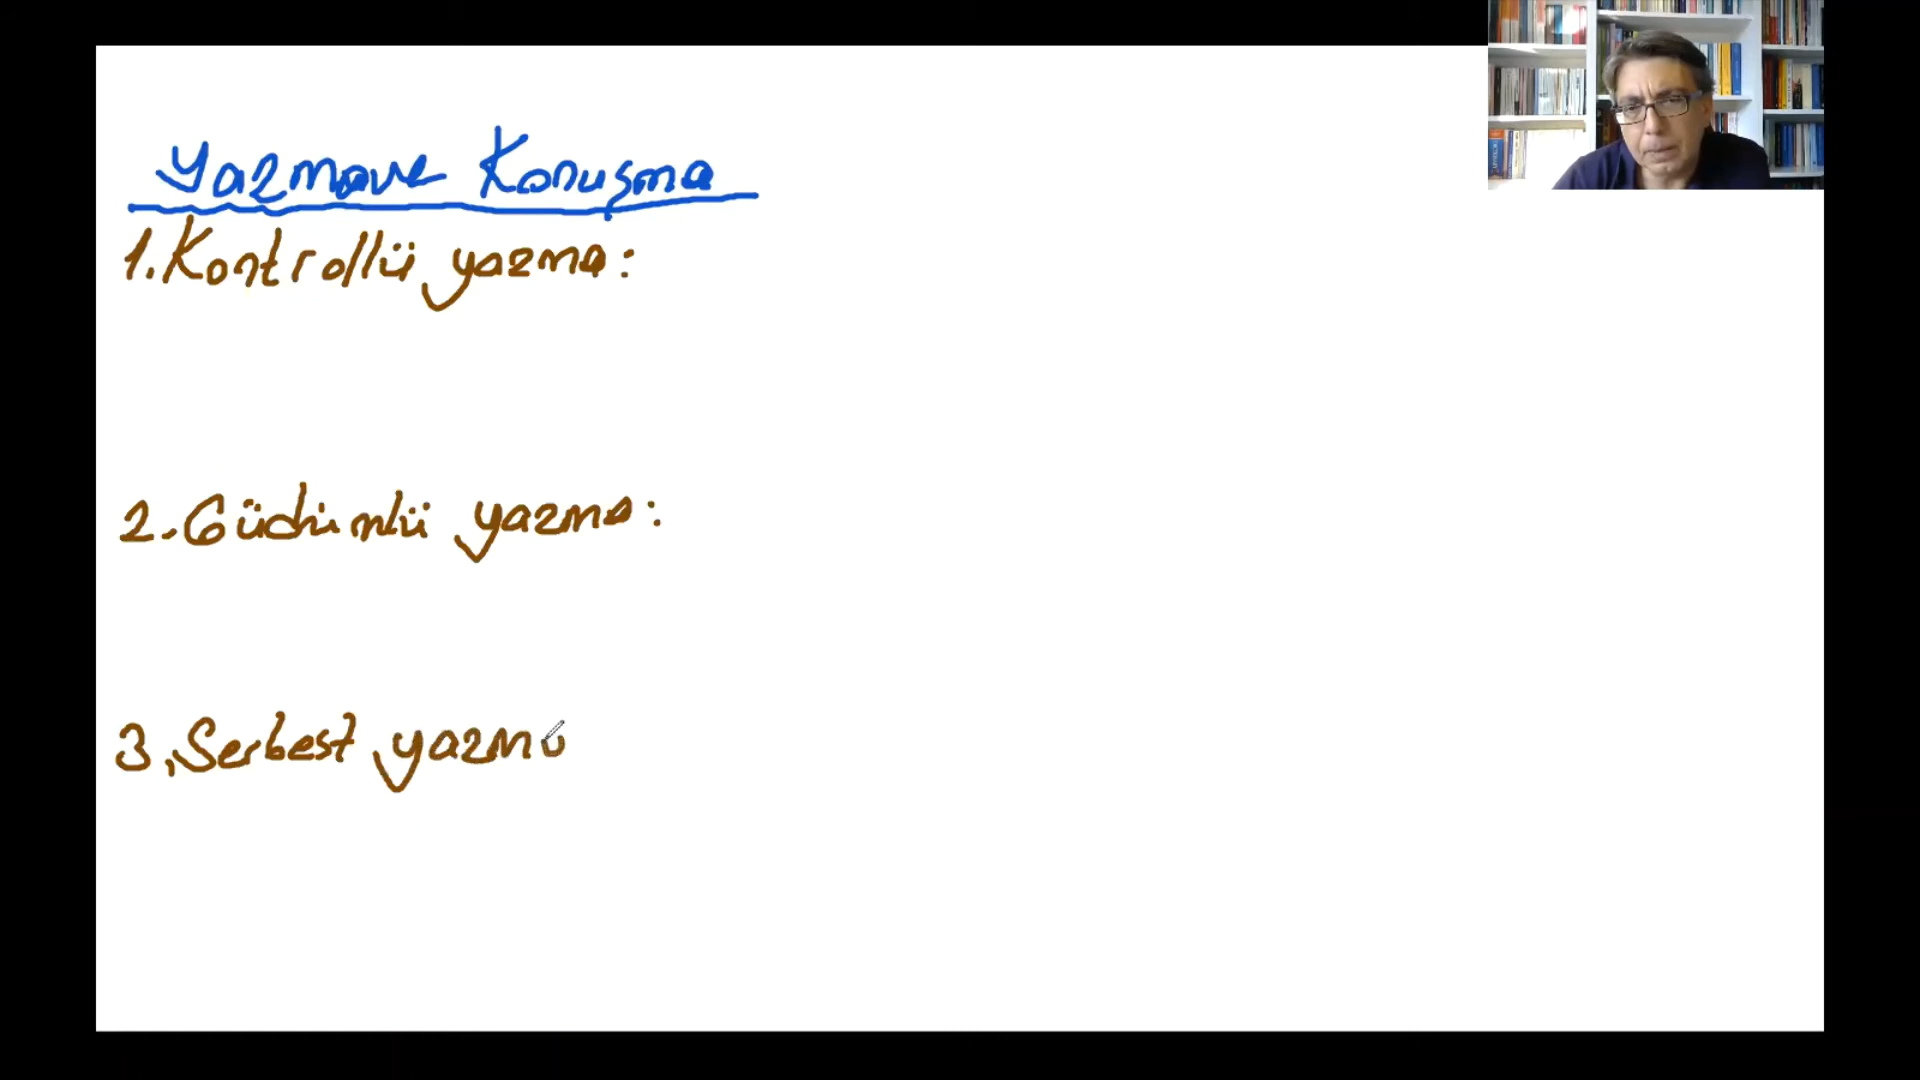 Yazma ve Konuşma
1. Kontrollü yazma:
2. Güdümlü yazma:
3. Serbest yazma